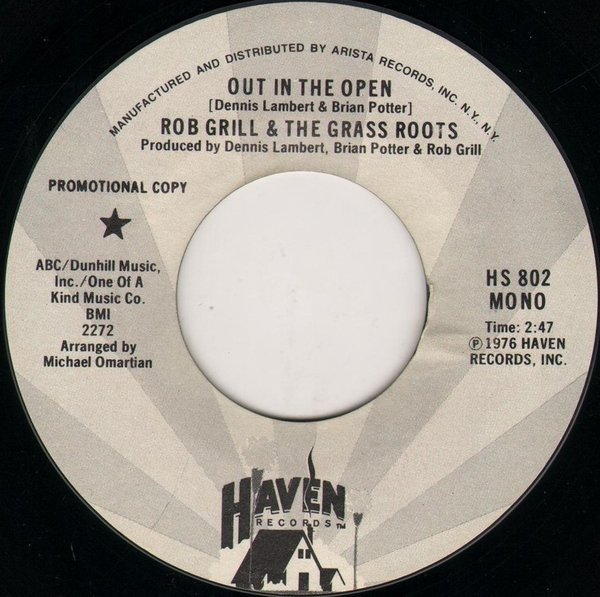 MANUFACTURED AND DISTRIBUTED BY ARISTA RECORDS, INC. N.Y., N.Y.
OUT IN THE OPEN
[Dennis Lambert & Brian Potter]
ROB GRILL & THE GRASS ROOTS
Produced by Dennis Lambert, Brian Potter & Rob Grill
PROMOTIONAL COPY
ABC/Dunhill Music,
Inc./One Of A
Kind Music Co.
BMI
2272
Arranged by
Michael Omartian
HS 802
MONO
Time: 2:47
℗ 1976 HAVEN
RECORDS, INC.
HAVEN
RECORDS™